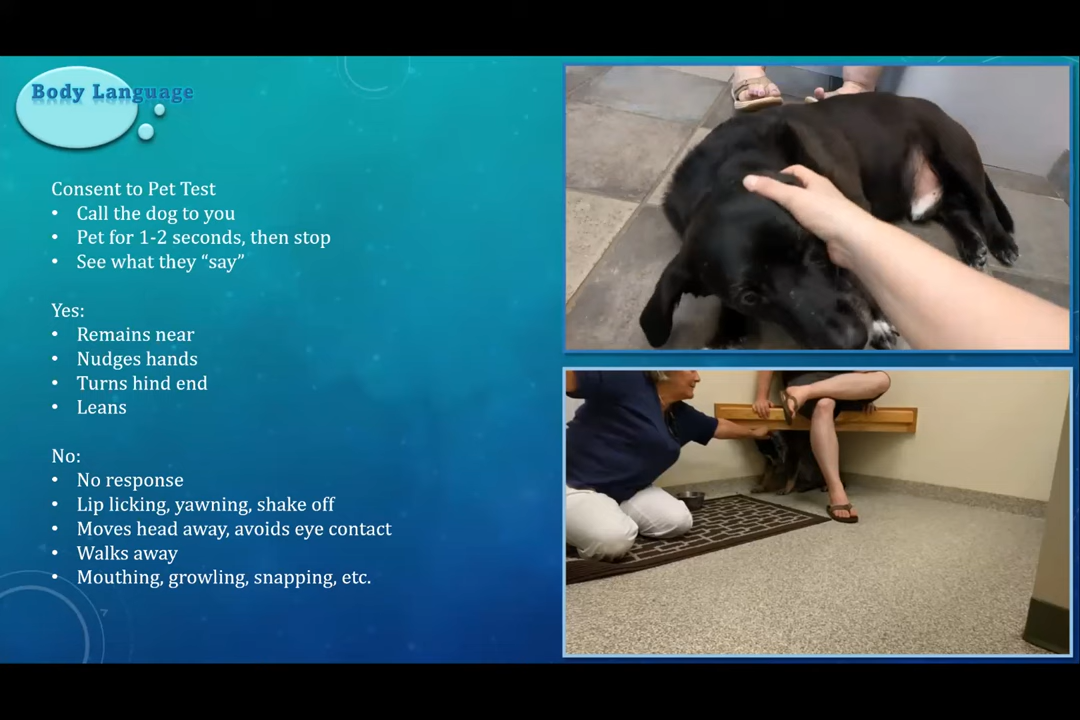 Body Language
Consent to Pet Test
• Call the dog to you
• Pet for 1-2 seconds, then stop
• See what they “say”
Yes:
• Remains near
• Nudges hands
• Turns hind end
• Leans
No:
• No response
• Lip licking, yawning, shake off
• Moves head away, avoids eye contact
• Walks away
• Mouthing, growling, snapping, etc.